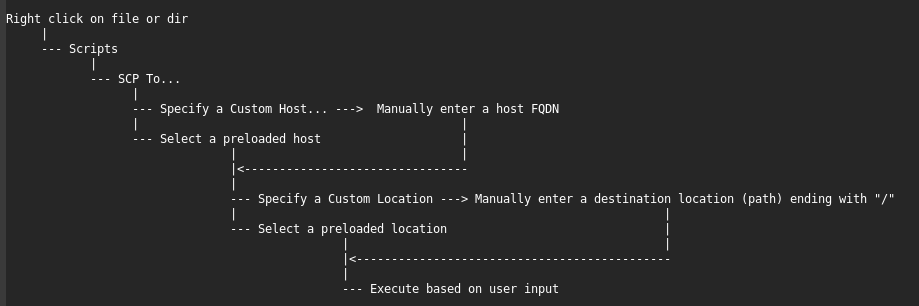 Right click on file or dir
     |
     --- Scripts
            |
            --- SCP To...
                  |
                  --- Specify a Custom Host... --->  Manually enter a host FQDN
                  |                                              |
                  --- Select a preloaded host                    |
                                |                                |
                                |<--------------------------------
                                |
                                --- Specify a Custom Location ---> Manually enter a destination location (path) ending with "/"
                                |                                                             |
                                --- Select a preloaded location                               |
                                                |                                             |
                                                |<---------------------------------------------
                                                |
                                                --- Execute based on user input